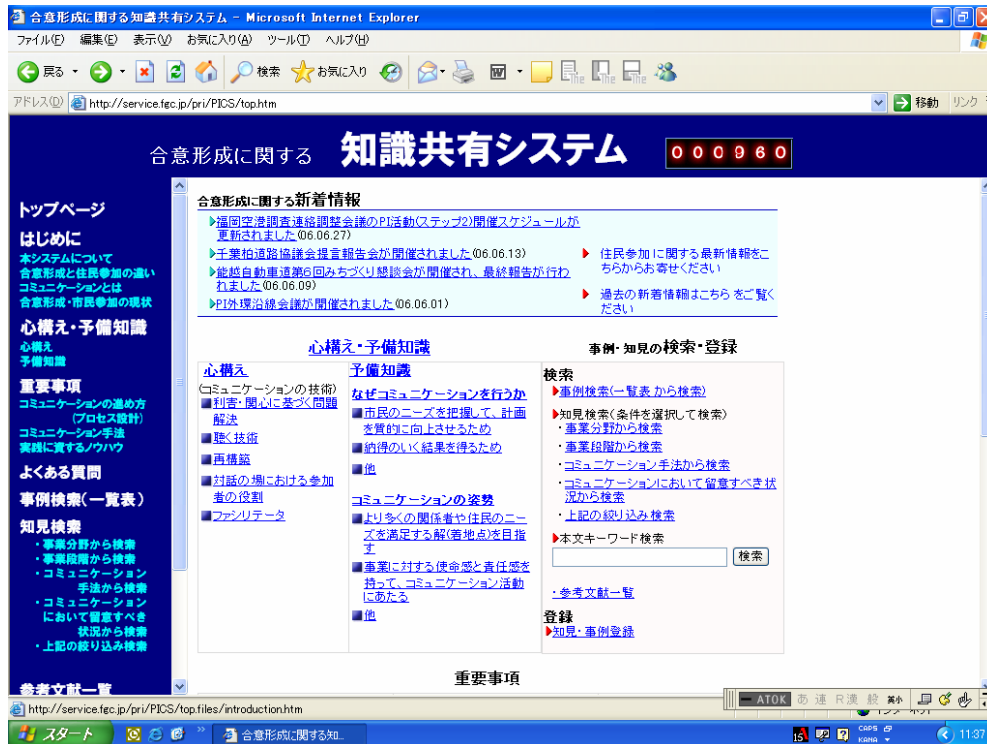 合意形成に関する知識共有システム - Microsoft Internet Explorer
ファイル(F) 編集(E) 表示(V) お気に入り(A) ツール(T) ヘルプ(H)
戻る 検索 お気に入り
アドレス(D) http://service.fgc.jp/pri/PICS/top.htm 移動 リンク
合意形成に関する 知識共有システム 000960
トップページ
はじめに
本システムについて
合意形成と住民参加の違い
コミュニケーションとは
合意形成・市民参加の現状
心構え・予備知識
心構え
予備知識
重要事項
コミュニケーションの進め方
(プロセス設計)
コミュニケーション手法
実践に資するノウハウ
よくある質問
事例検索(一覧表)
知見検索
・事業分野から検索
・事業段階から検索
・コミュニケーション
手法から検索
・コミュニケーション
において留意すべき
状況から検索
・上記の絞り込み検索
参考文献一覧
合意形成に関する新着情報
福岡空港調査連絡調整会議のPI活動(ステップ2)開催スケジュールが
更新されました(06.06.27)
千葉柏道路協議会提言報告会が開催されました(06.06.13)
能越自動車道第6回みちづくり懇談会が開催され、最終報告が行わ
れました(06.06.09)
PI外環沿線会議が開催されました(06.06.01)
住民参加に関する最新情報をこ
ちらからお寄せください
過去の新着情報はこちらをご覧く
ださい
心構え・予備知識
心構え
(コミュニケーションの技術)
■利害・関心に基づく問題
解決
■聴く技術
■再構築
■対話の場における参加
者の役割
■ファシリテータ
予備知識
なぜコミュニケーションを行うか
■市民のニーズを把握して、計画
を質的に向上させるため
■納得のいく結果を得るため
■他
コミュニケーションの姿勢
■より多くの関係者や住民のニー
ズを満足する解(着地点)を目指
す
■事業に対する使命感と責任感を
持って、コミュニケーション活動
にあたる
■他
事例・知見の検索・登録
検索
事例検索(一覧表から検索)
知見検索(条件を選択して検索)
・事業分野から検索
・事業段階から検索
・コミュニケーション手法から検索
・コミュニケーションにおいて留意すべき状
況から検索
・上記の絞り込み検索
本文キーワード検索
検索
・参考文献一覧
登録
知見・事例登録
重要事項
http://service.fgc.jp/pri/PICS/top.files/introduction.htm
ATOK あ 連 R漢 般 英小
スタート 合意形成に関する知... CAPS KANA 11:37